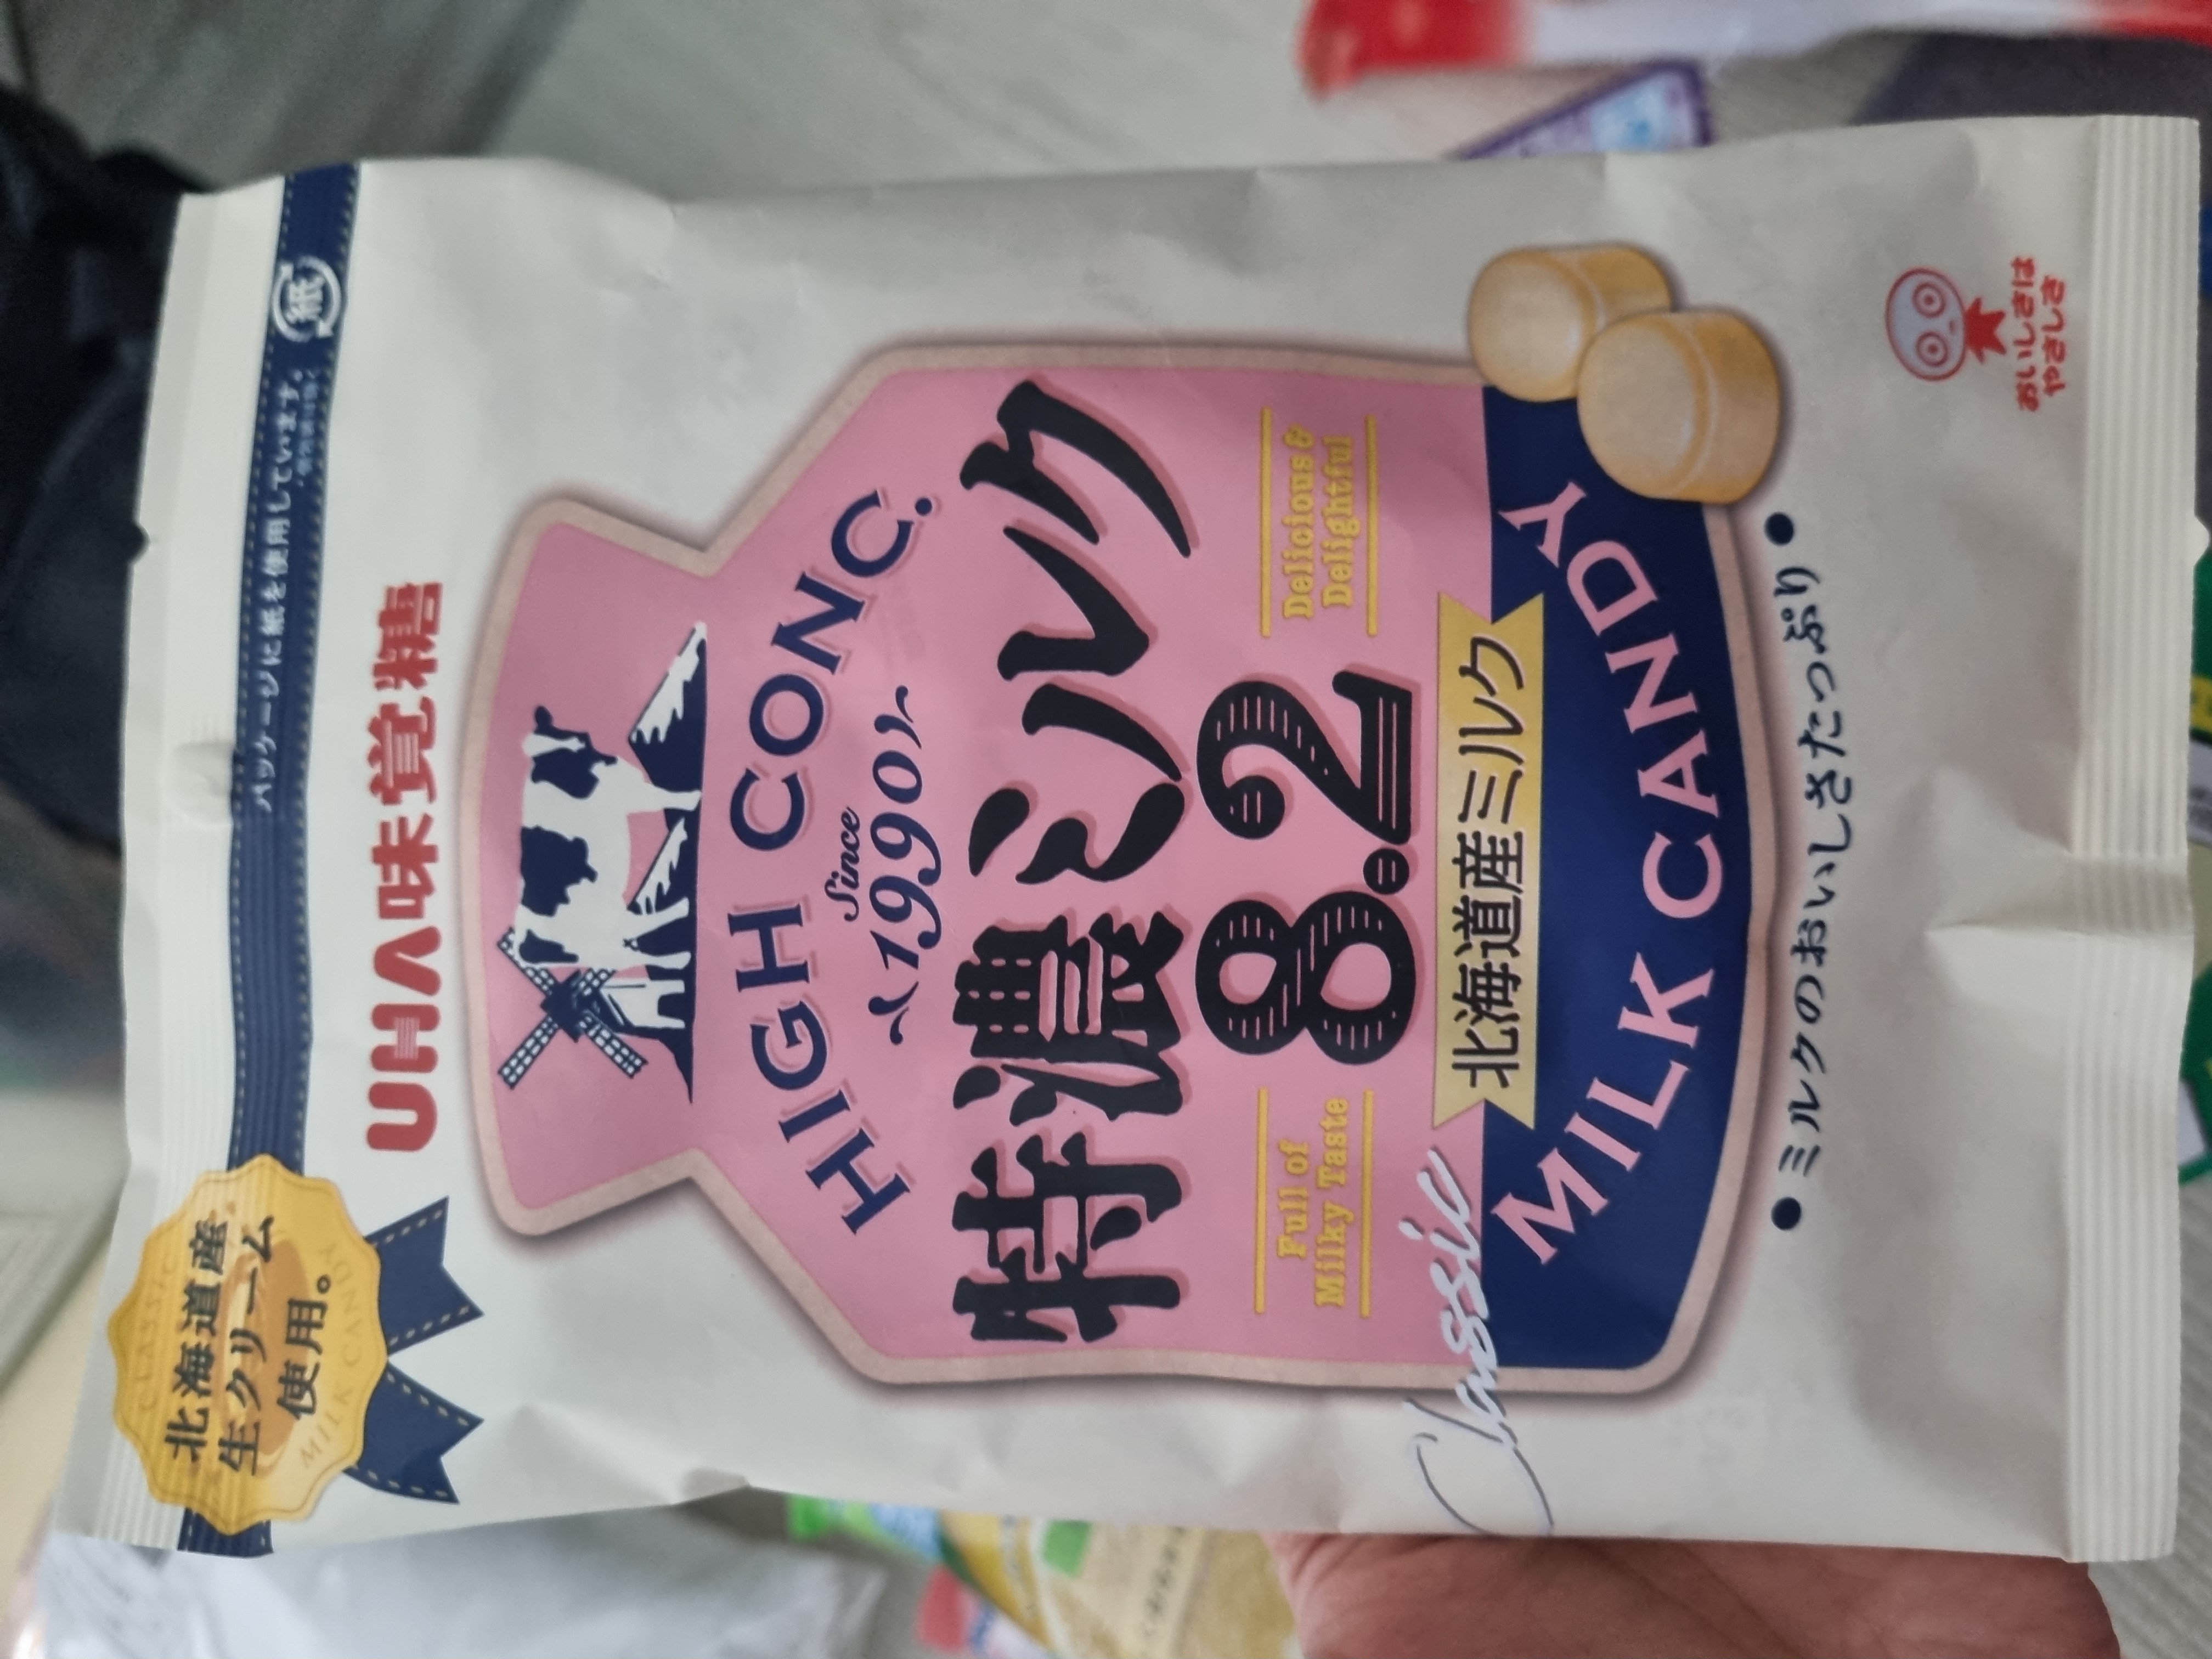 パッケージに紙を使用しています。
紙
北海道産
生クリーム
使用。
CLASSIC
MILK CANDY
UHA味覚糖
HIGH CONC.
Since
1990
特濃ミルク
8.2
Full of
Milky Taste
Delicious &
Delightful
北海道産ミルク
Classic
MILK CANDY
●ミルクのおいしさたっぷり●
おいしさは
やさしさ